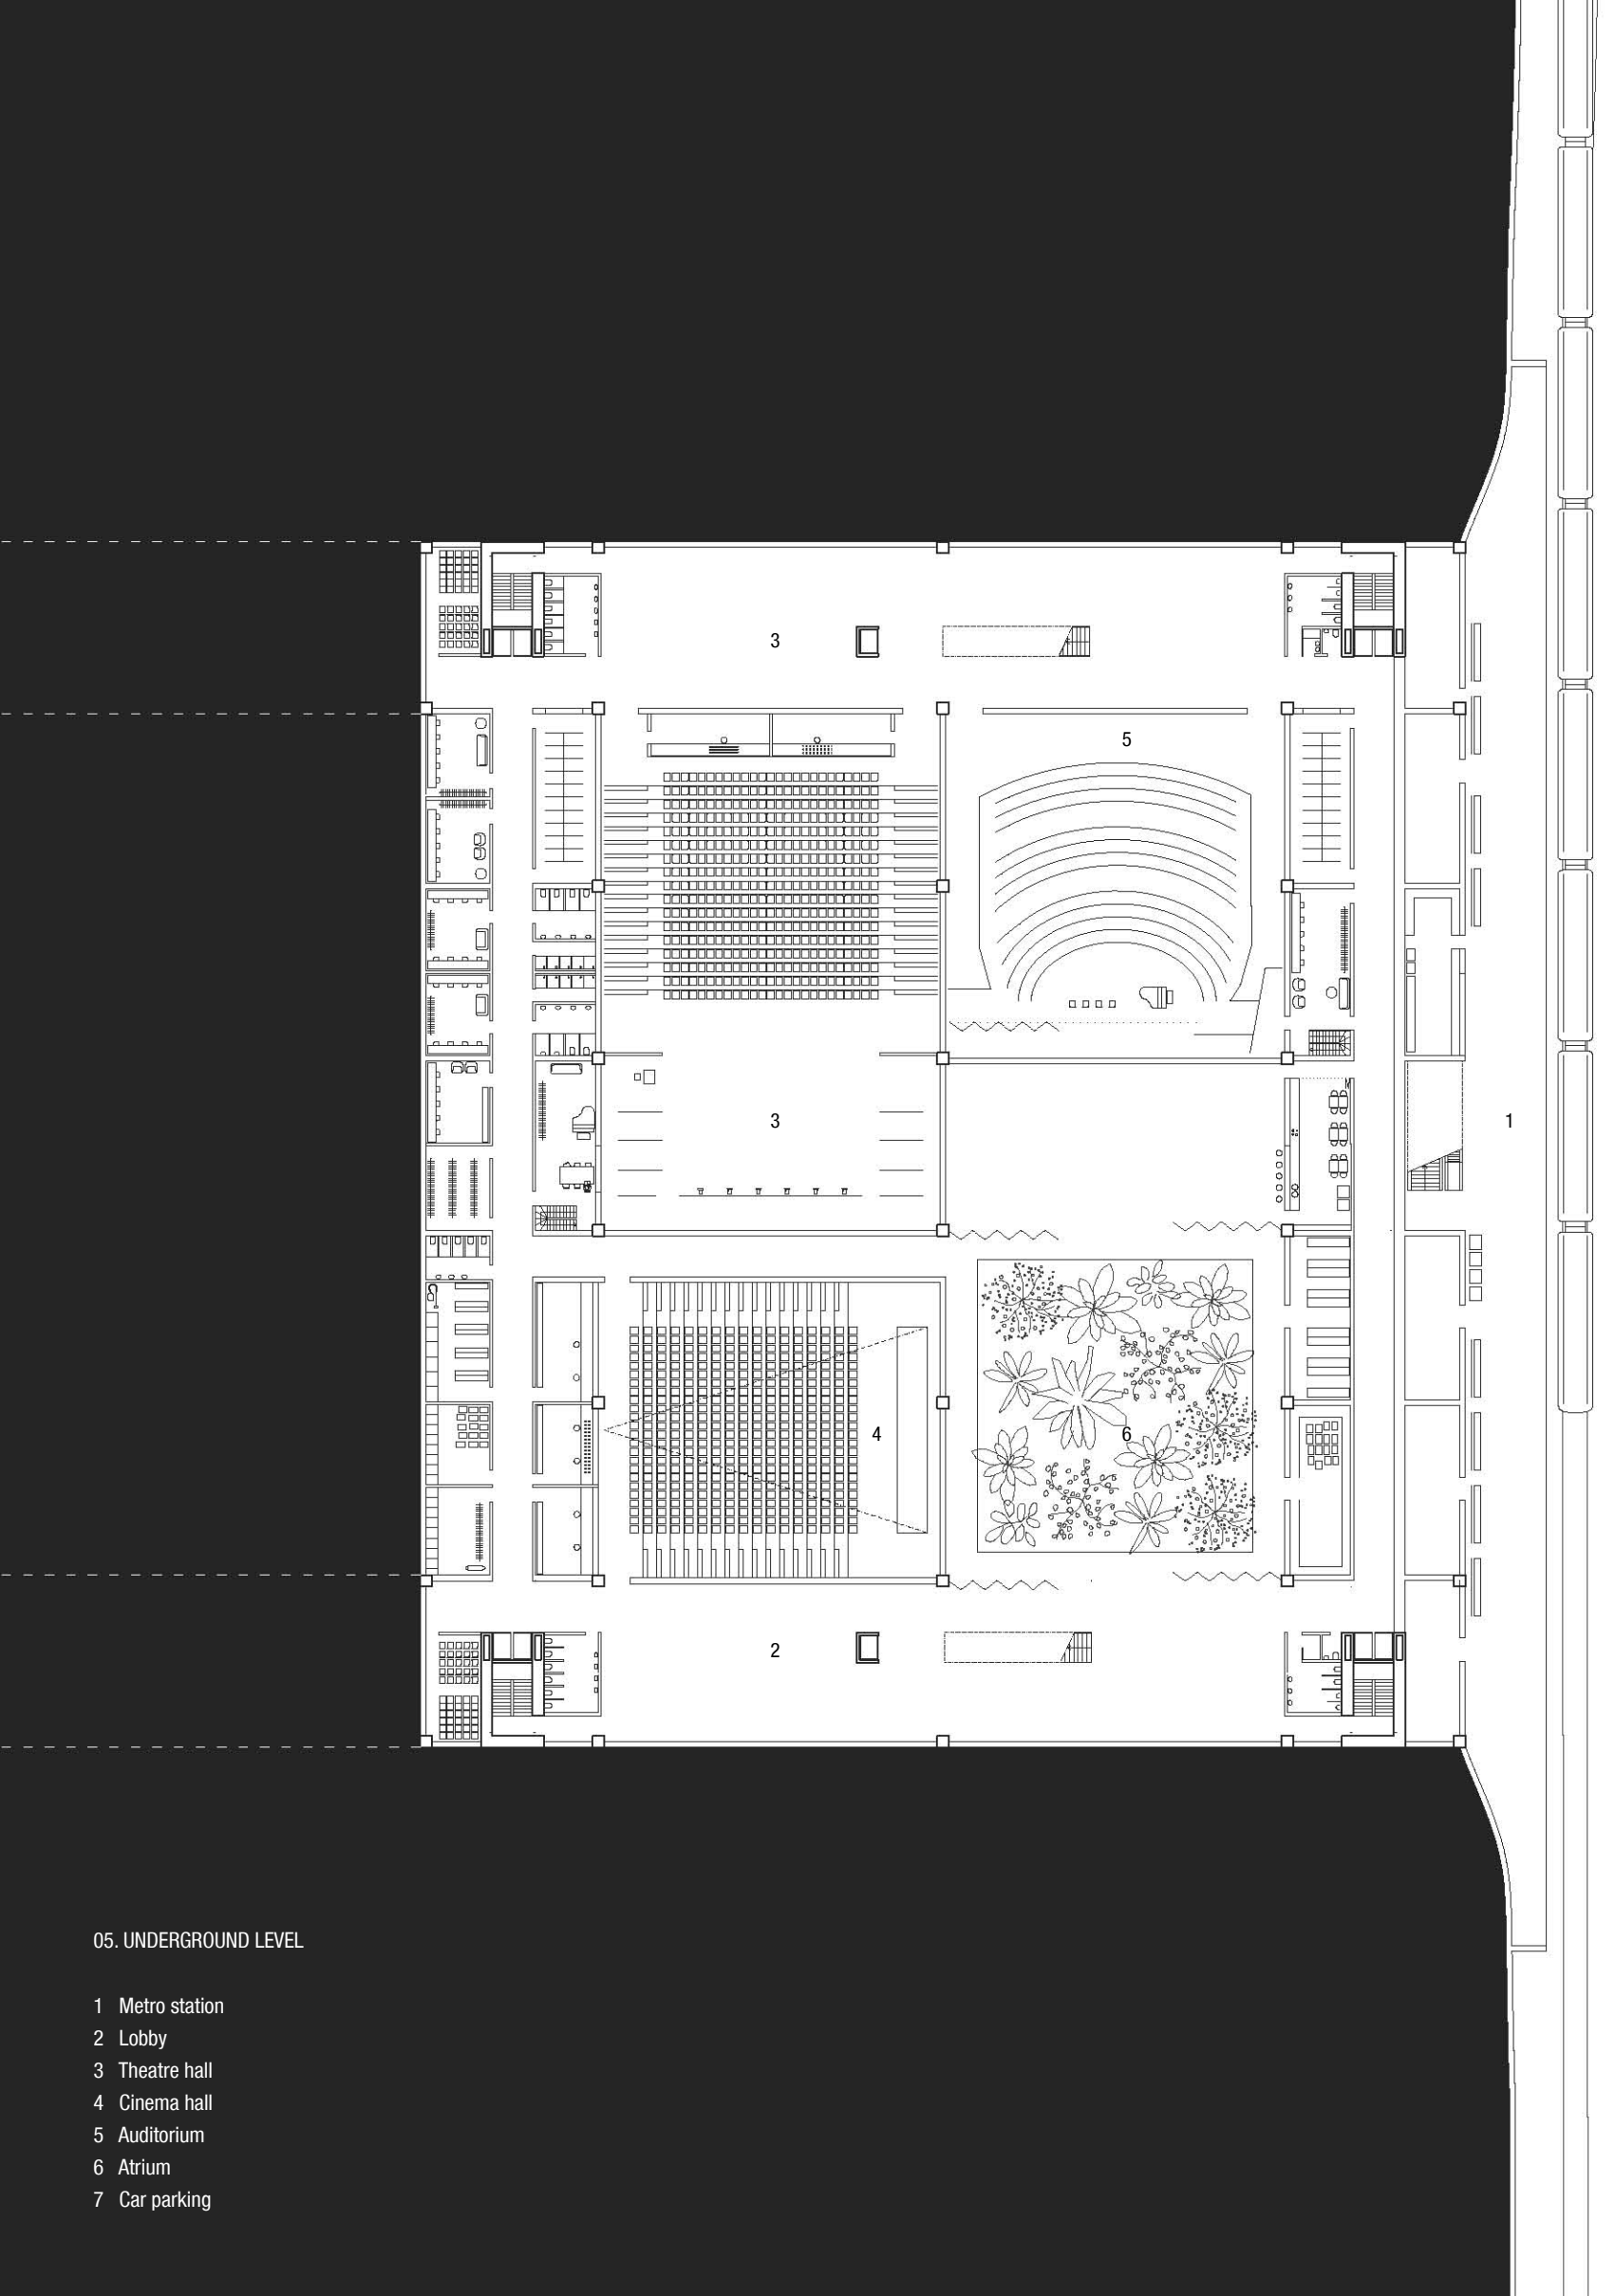 3
5
3
1
4
6
2
05. UNDERGROUND LEVEL
1 Metro station
2 Lobby
3 Theatre hall
4 Cinema hall
5 Auditorium
6 Atrium
7 Car parking